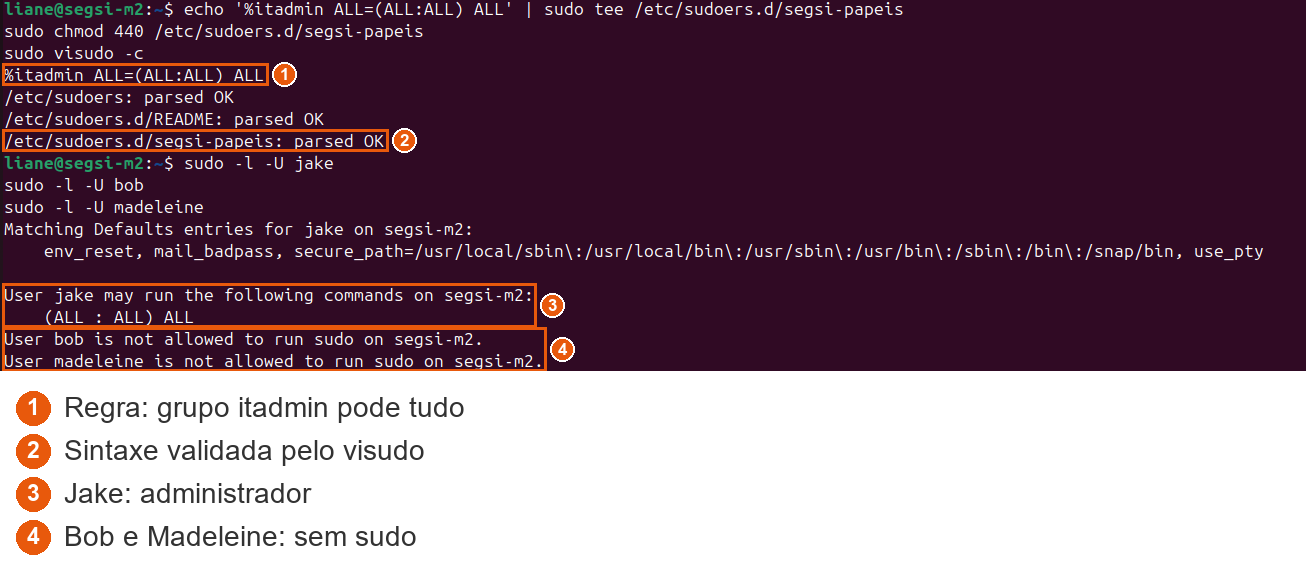 liane@segsi-m2:~$ echo '%itadmin ALL=(ALL:ALL) ALL' | sudo tee /etc/sudoers.d/segsi-papeis
sudo chmod 440 /etc/sudoers.d/segsi-papeis
sudo visudo -c
%itadmin ALL=(ALL:ALL) ALL 1
/etc/sudoers: parsed OK
/etc/sudoers.d/README: parsed OK
/etc/sudoers.d/segsi-papeis: parsed OK 2
liane@segsi-m2:~$ sudo -l -U jake
sudo -l -U bob
sudo -l -U madeleine
Matching Defaults entries for jake on segsi-m2:
    env_reset, mail_badpass, secure_path=/usr/local/sbin\:/usr/local/bin\:/usr/sbin\:/usr/bin\:/sbin\:/bin\:/snap/bin, use_pty
User jake may run the following commands on segsi-m2: 3
    (ALL : ALL) ALL
User bob is not allowed to run sudo on segsi-m2. 4
User madeleine is not allowed to run sudo on segsi-m2.
1 Regra: grupo itadmin pode tudo
2 Sintaxe validada pelo visudo
3 Jake: administrador
4 Bob e Madeleine: sem sudo